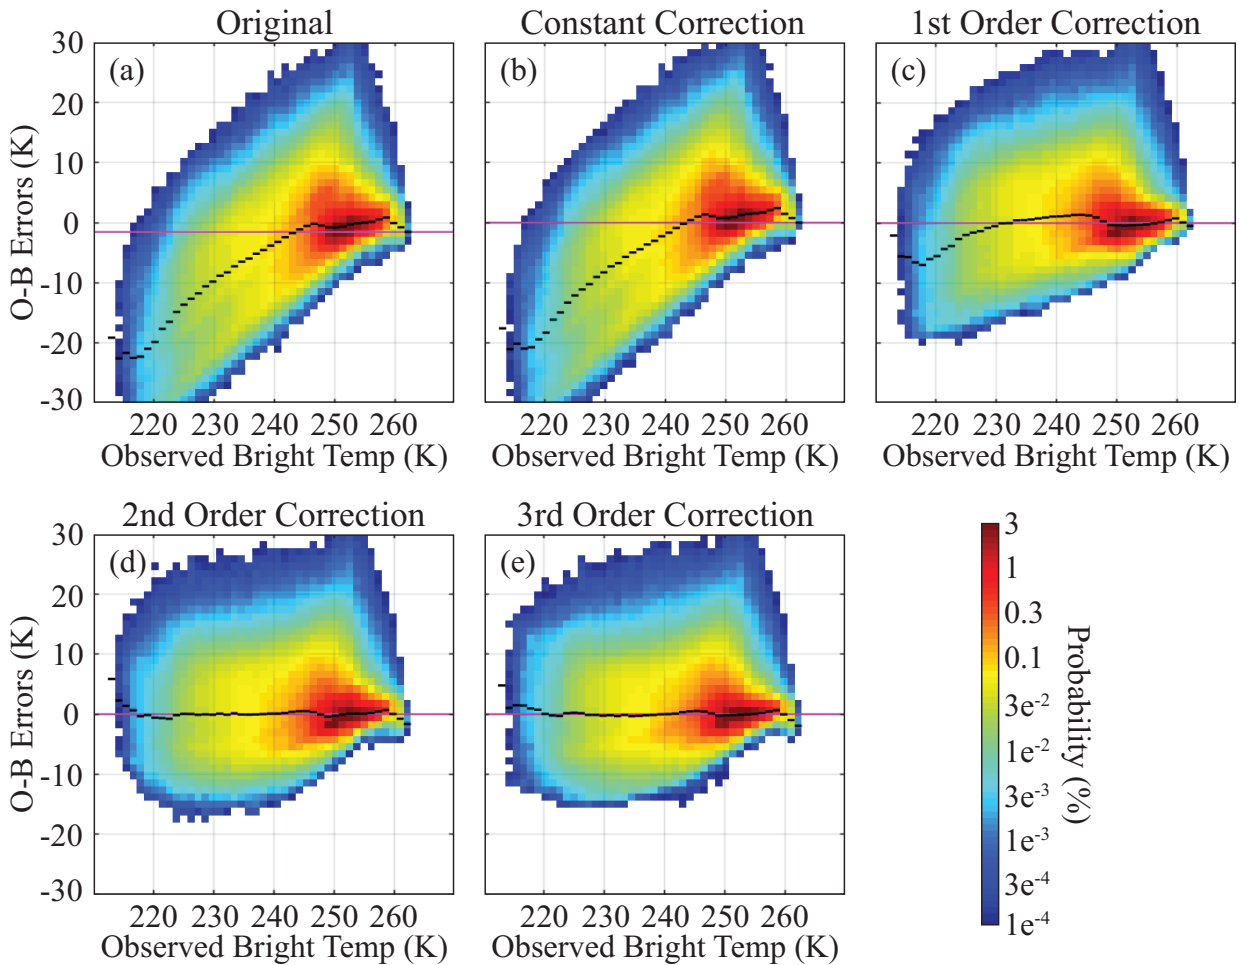 Original
Constant Correction
1st Order Correction
(a)
(b)
(c)
30
20
10
0
-10
-20
-30
O-B Errors (K)
220 230 240 250 260
220 230 240 250 260
220 230 240 250 260
Observed Bright Temp (K)
Observed Bright Temp (K)
Observed Bright Temp (K)
2nd Order Correction
3rd Order Correction
(d)
(e)
30
20
10
0
-10
-20
-30
O-B Errors (K)
220 230 240 250 260
220 230 240 250 260
Observed Bright Temp (K)
Observed Bright Temp (K)
3
1
0.3
0.1
3e-2
1e-2
3e-3
1e-3
3e-4
1e-4
Probability (%)